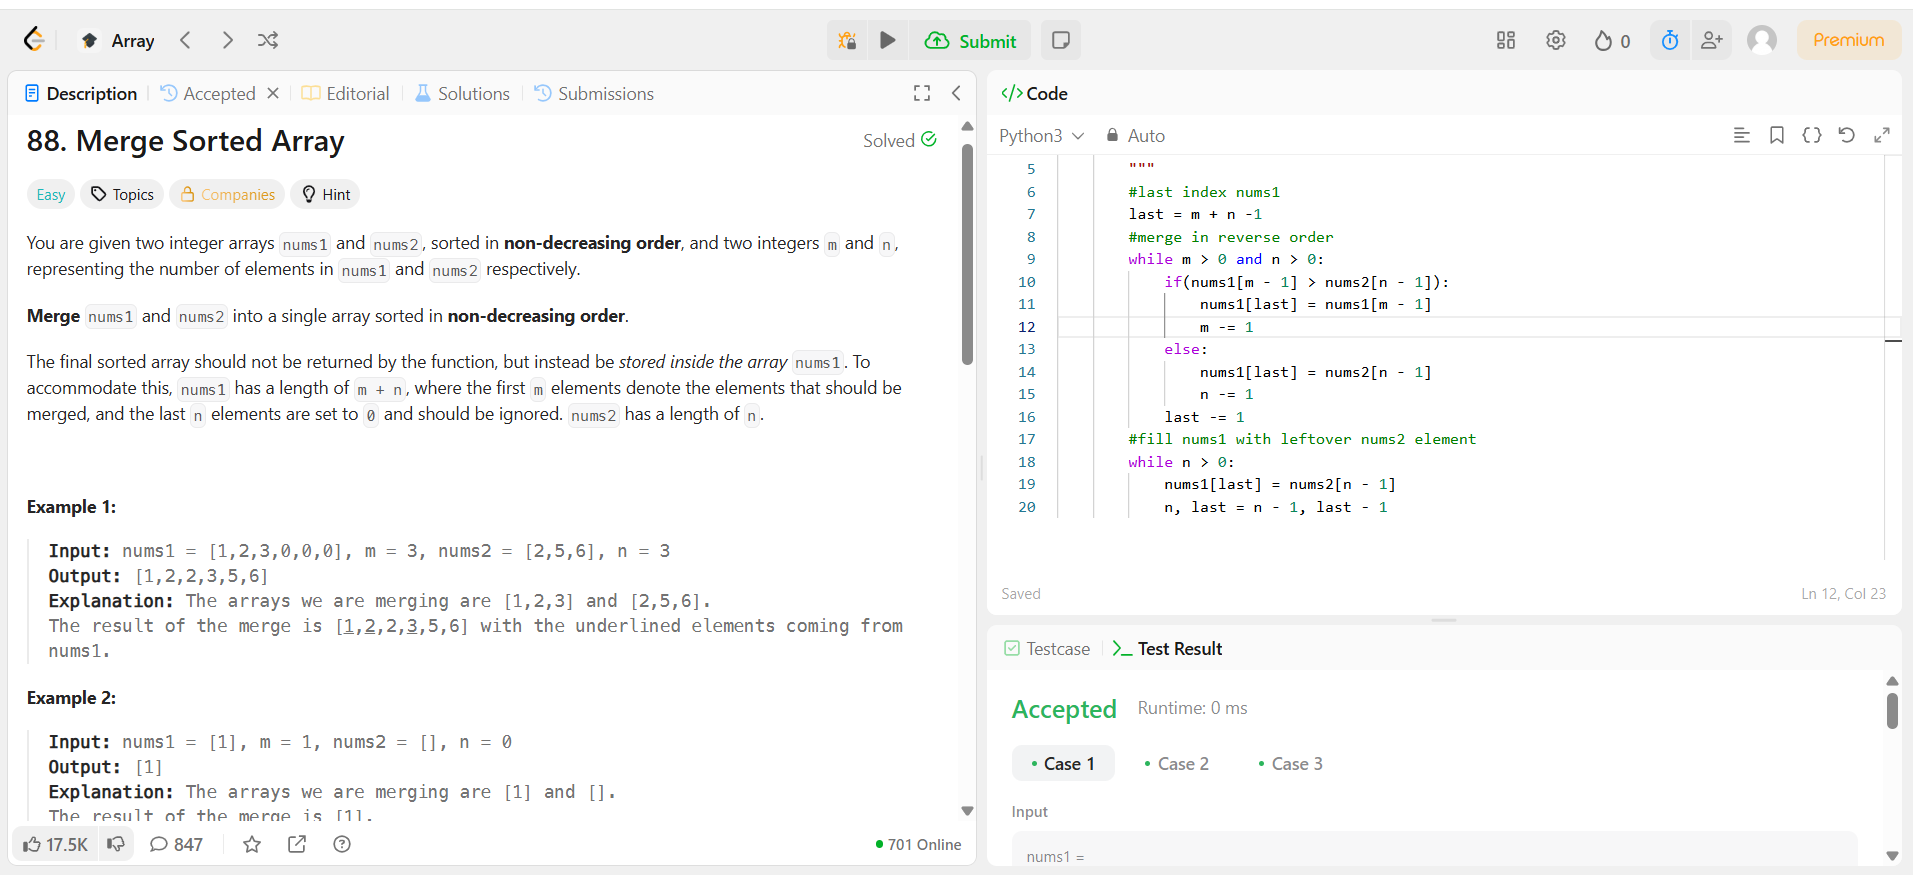 Array
Submit
0
Premium
Description
Accepted
Editorial
Solutions
Submissions
88. Merge Sorted Array
Solved
Easy
Topics
Companies
Hint
You are given two integer arrays nums1 and nums2, sorted in non-decreasing order, and two integers m and n,
representing the number of elements in nums1 and nums2 respectively.
Merge nums1 and nums2 into a single array sorted in non-decreasing order.
The final sorted array should not be returned by the function, but instead be stored inside the array nums1. To
accommodate this, nums1 has a length of m + n, where the first m elements denote the elements that should be
merged, and the last n elements are set to 0 and should be ignored. nums2 has a length of n.
Example 1:
Input: nums1 = [1,2,3,0,0,0], m = 3, nums2 = [2,5,6], n = 3
Output: [1,2,2,3,5,6]
Explanation: The arrays we are merging are [1,2,3] and [2,5,6].
The result of the merge is [1,2,2,3,5,6] with the underlined elements coming from
nums1.
Example 2:
Input: nums1 = [1], m = 1, nums2 = [], n = 0
Output: [1]
Explanation: The arrays we are merging are [1] and [].
The result of the merge is [1].
17.5K
847
701 Online
</> Code
Python3
Auto
5 """
6 #last index nums1
7 last = m + n -1
8 #merge in reverse order
9 while m > 0 and n > 0:
10 if(nums1[m - 1] > nums2[n - 1]):
11 nums1[last] = nums1[m - 1]
12 m -= 1
13 else:
14 nums1[last] = nums2[n - 1]
15 n -= 1
16 last -= 1
17 #fill nums1 with leftover nums2 element
18 while n > 0:
19 nums1[last] = nums2[n - 1]
20 n, last = n - 1, last - 1
Saved
Ln 12, Col 23
Testcase
Test Result
Accepted
Runtime: 0 ms
Case 1
Case 2
Case 3
Input
nums1 =